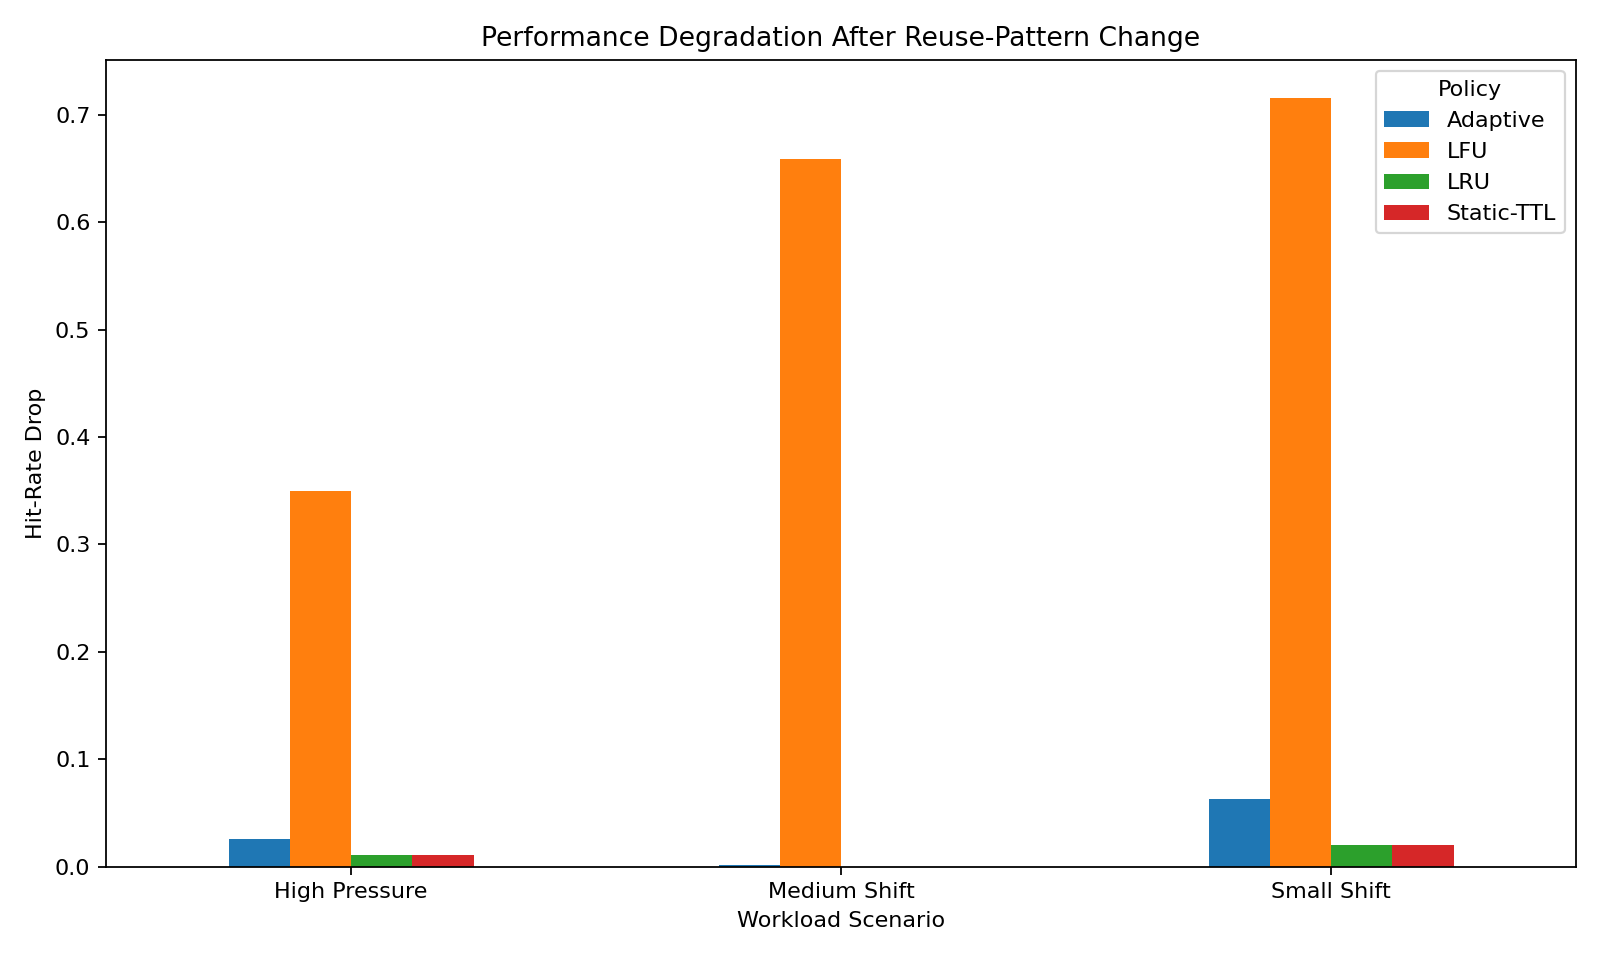 Performance Degradation After Reuse-Pattern Change
Policy
Adaptive
LFU
LRU
Static-TTL
Hit-Rate Drop
0.7
0.6
0.5
0.4
0.3
0.2
0.1
0.0
High Pressure
Medium Shift
Small Shift
Workload Scenario